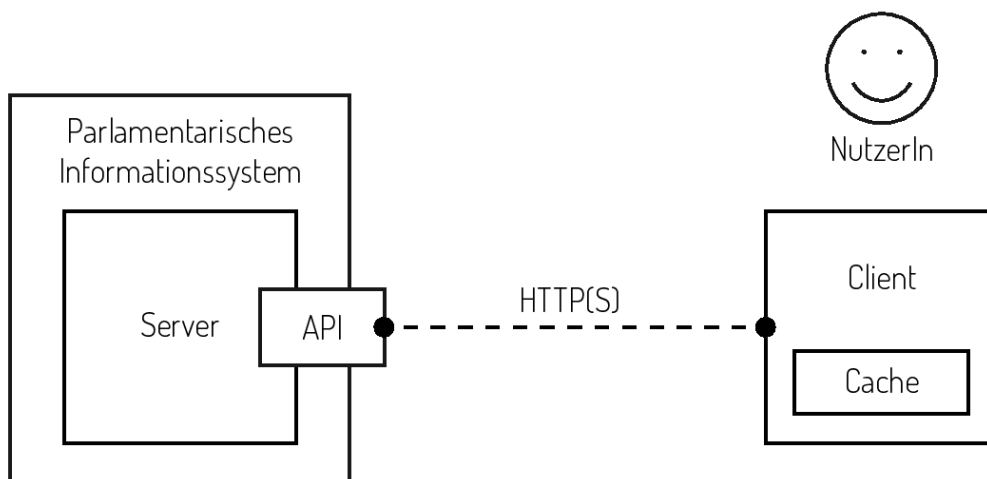 Parlamentarisches
Informationssystem
Server
API
HTTP(S)
NutzerIn
Client
Cache